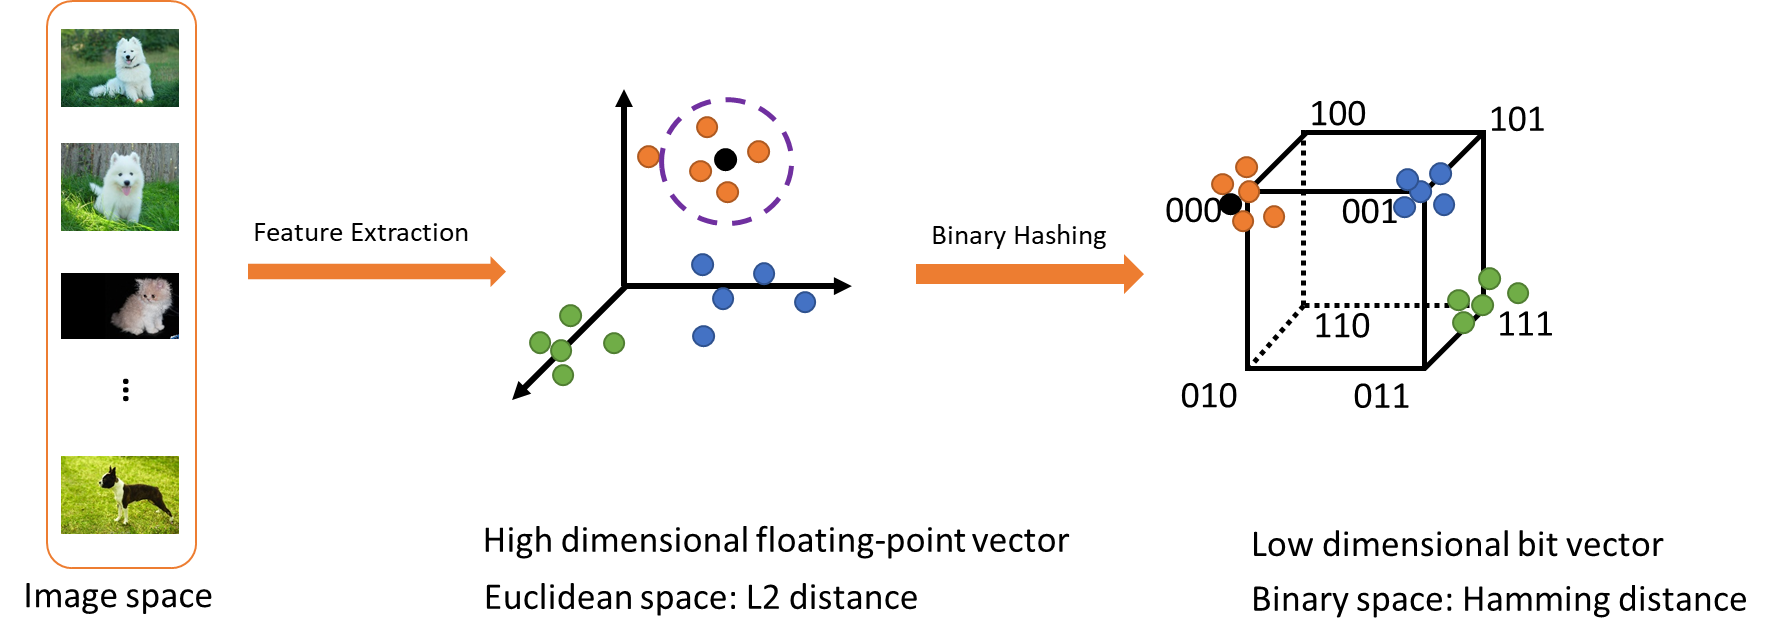 Image space
Feature Extraction
High dimensional floating-point vector
Euclidean space: L2 distance
Binary Hashing
100
101
000
001
110
111
010
011
Low dimensional bit vector
Binary space: Hamming distance